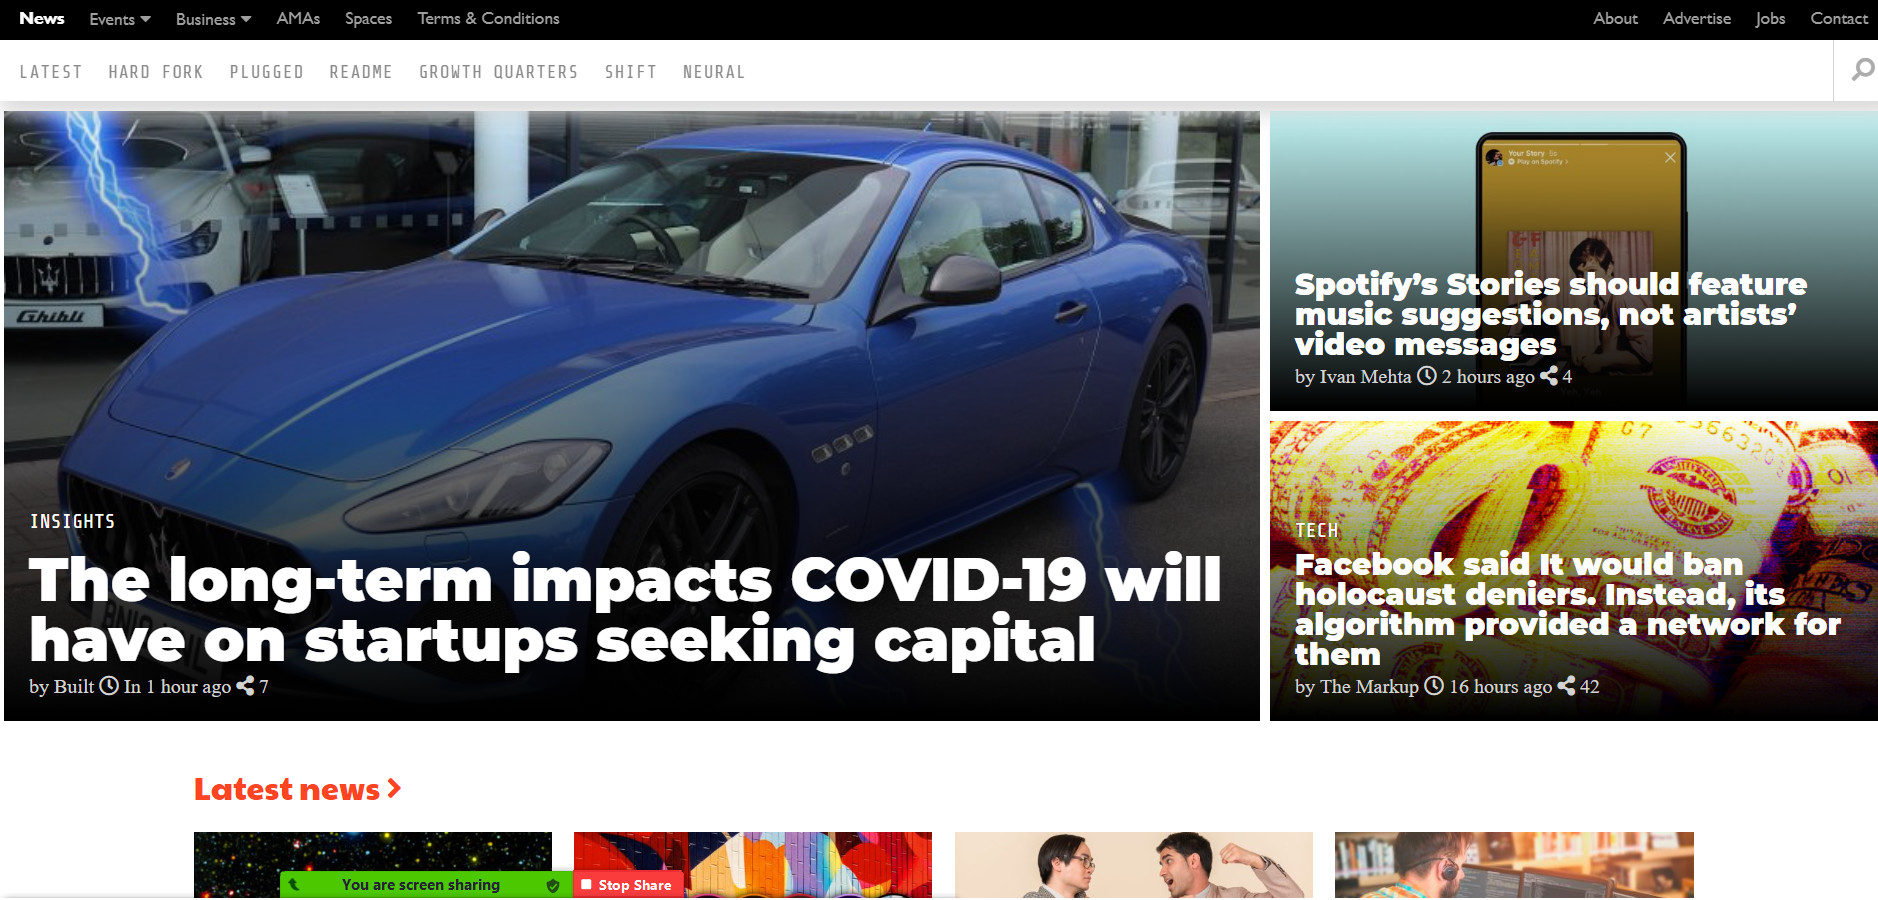 News Events Business AMAs Spaces Terms & Conditions About Advertise Jobs Contact
LATEST HARD FORK PLUGGED README GROWTH QUARTERS SHIFT NEURAL
Ghibli
INSIGHTS
The long-term impacts COVID-19 will
have on startups seeking capital
by Built In 1 hour ago 7
Your Story 5s
Play on Spotify
Spotify’s Stories should feature
music suggestions, not artists’
video messages
by Ivan Mehta 2 hours ago 4
G7
TECH
Facebook said It would ban
holocaust deniers. Instead, its
algorithm provided a network for
them
by The Markup 16 hours ago 42
Latest news
You are screen sharing Stop Share